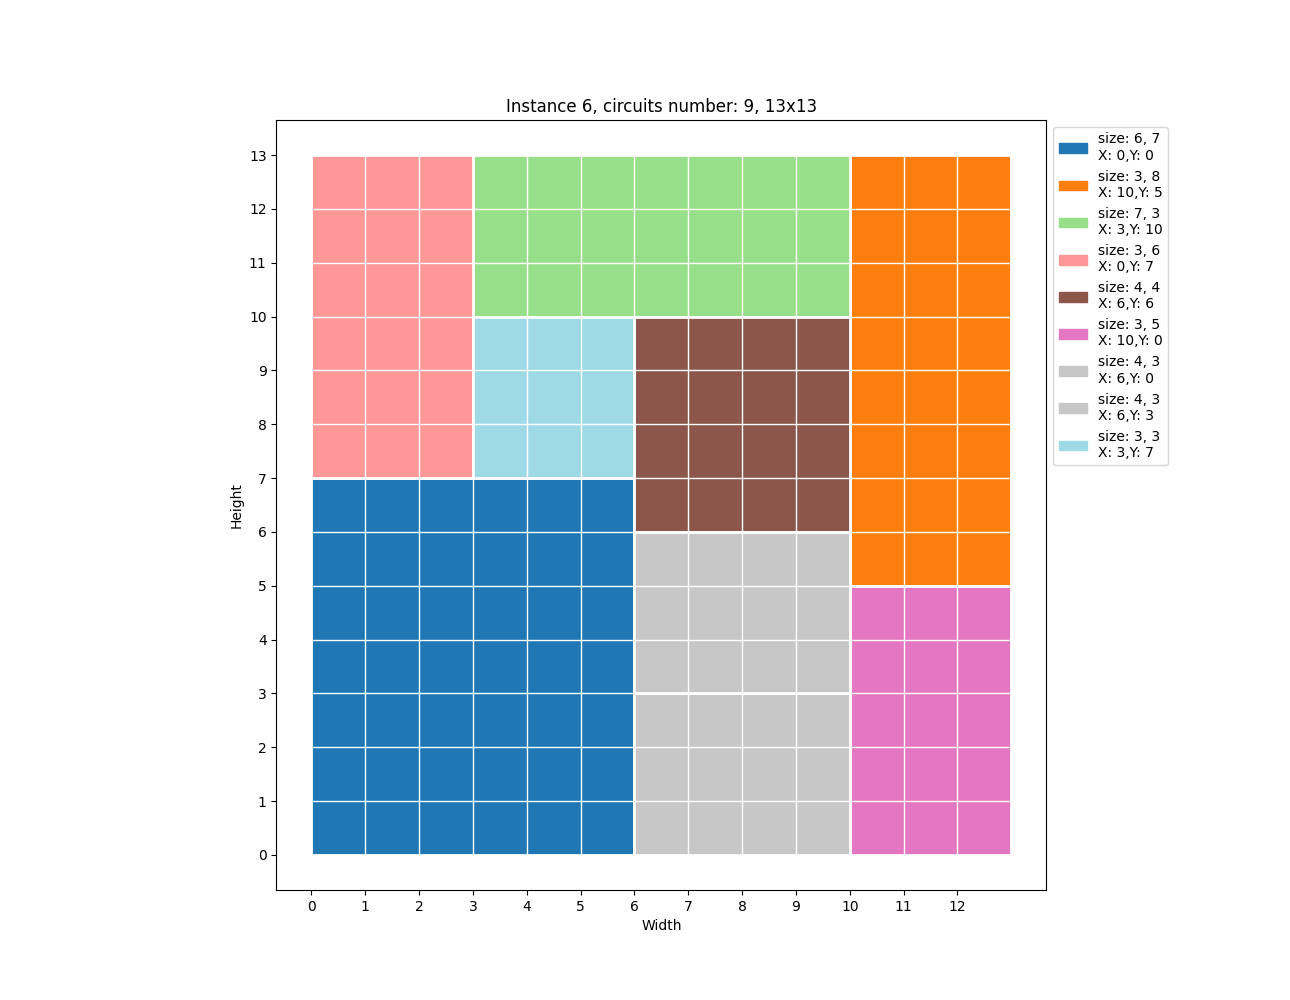 Instance 6, circuits number: 9, 13x13
size: 6, 7
X: 0,Y: 0
size: 3, 8
X: 10,Y: 5
size: 7, 3
X: 3,Y: 10
size: 3, 6
X: 0,Y: 7
size: 4, 4
X: 6,Y: 6
size: 3, 5
X: 10,Y: 0
size: 4, 3
X: 6,Y: 0
size: 4, 3
X: 6,Y: 3
size: 3, 3
X: 3,Y: 7
13
12
11
10
9
8
7
6
5
4
3
2
1
0
Height
0 1 2 3 4 5 6 7 8 9 10 11 12
Width